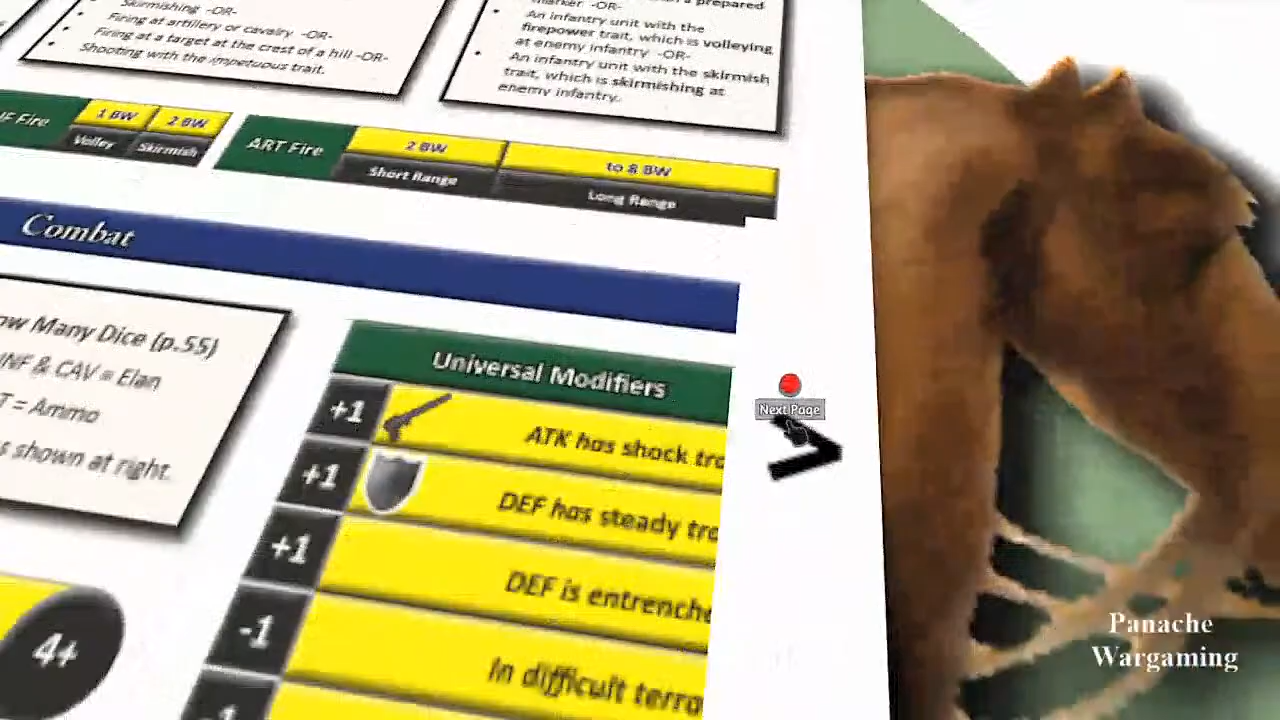 Skirmishing -OR-
Firing at artillery or cavalry -OR-
Firing at a target at the crest of a hill -OR-
Shooting with the impetuous trait.
prepared
marker -OR-
An infantry unit with the
firepower trait, which is volleying
at enemy infantry -OR-
An infantry unit with the skirmish
trait, which is skirmishing at
enemy infantry.
Fire
1 BW
2 BW
Volley
Skirmish
ART Fire
2 BW
to 8 BW
Short Range
Long Range
Combat
ow Many Dice (p.55)
INF & CAV = Elan
T = Ammo
s shown at right.
Universal Modifiers
+1 ATK has shock tro
+1 DEF has steady tro
+1 DEF is entrenche
-1 In difficult terra
-1
4+
Next Page
>
Panache
Wargaming